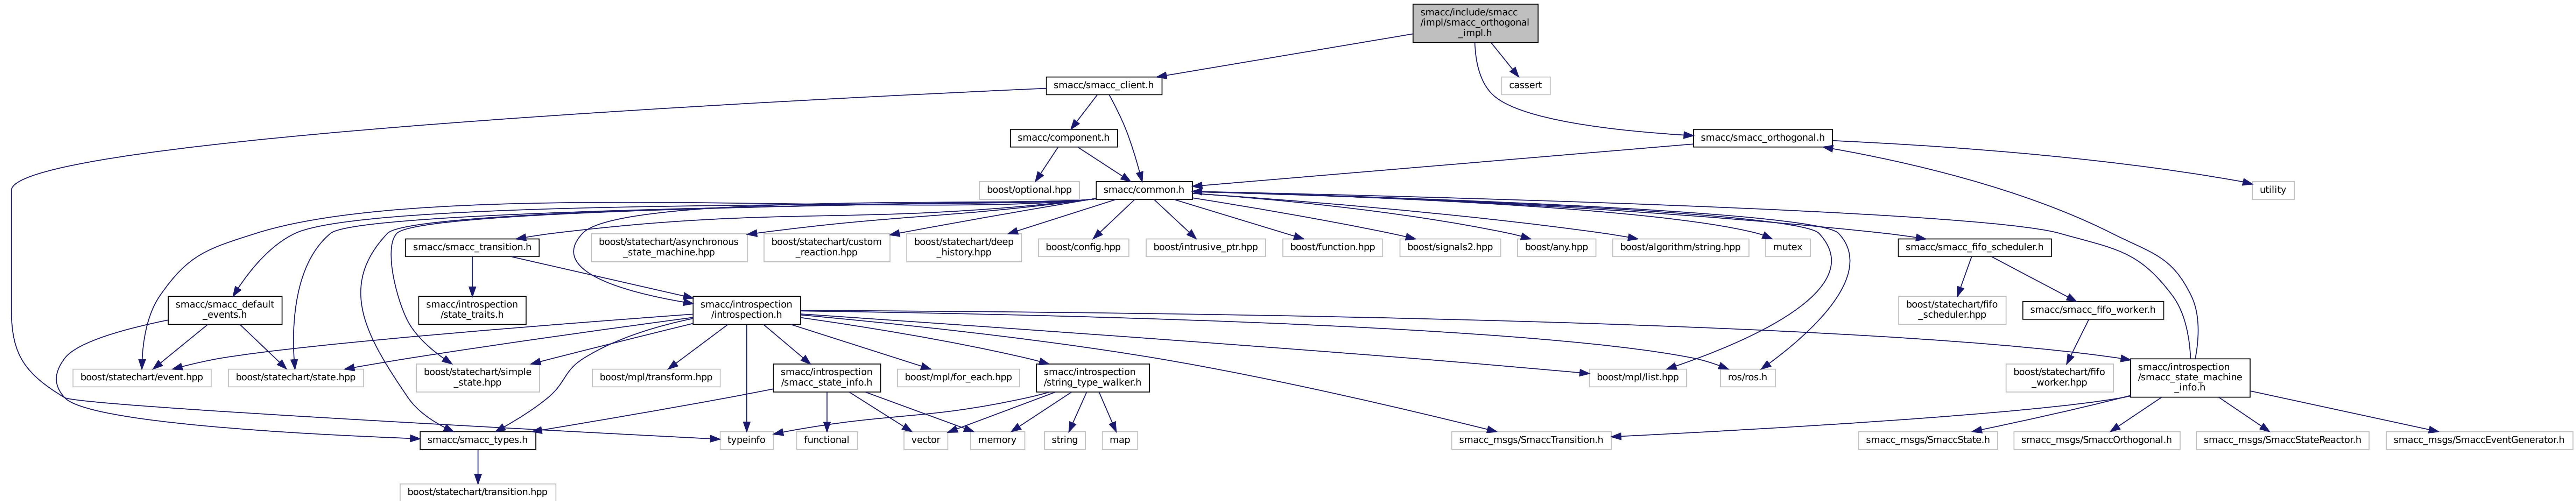 smacc/include/smacc
/impl/smacc_orthogonal
_impl.h
smacc/smacc_client.h
cassert
smacc/component.h
smacc/smacc_orthogonal.h
boost/optional.hpp
smacc/common.h
utility
smacc/smacc_transition.h
boost/statechart/asynchronous
_state_machine.hpp
boost/statechart/custom
_reaction.hpp
boost/statechart/deep
_history.hpp
boost/config.hpp
boost/intrusive_ptr.hpp
boost/function.hpp
boost/signals2.hpp
boost/any.hpp
boost/algorithm/string.hpp
mutex
smacc/smacc_fifo_scheduler.h
smacc/smacc_default
_events.h
smacc/introspection
/state_traits.h
smacc/introspection
/introspection.h
boost/statechart/fifo
_scheduler.hpp
smacc/smacc_fifo_worker.h
boost/statechart/event.hpp
boost/statechart/state.hpp
boost/statechart/simple
_state.hpp
boost/mpl/transform.hpp
smacc/introspection
/smacc_state_info.h
boost/mpl/for_each.hpp
smacc/introspection
/string_type_walker.h
boost/mpl/list.hpp
ros/ros.h
boost/statechart/fifo
_worker.hpp
smacc/introspection
/smacc_state_machine
_info.h
smacc/smacc_types.h
typeinfo
functional
vector
memory
string
map
smacc_msgs/SmaccTransition.h
smacc_msgs/SmaccState.h
smacc_msgs/SmaccOrthogonal.h
smacc_msgs/SmaccStateReactor.h
smacc_msgs/SmaccEventGenerator.h
boost/statechart/transition.hpp